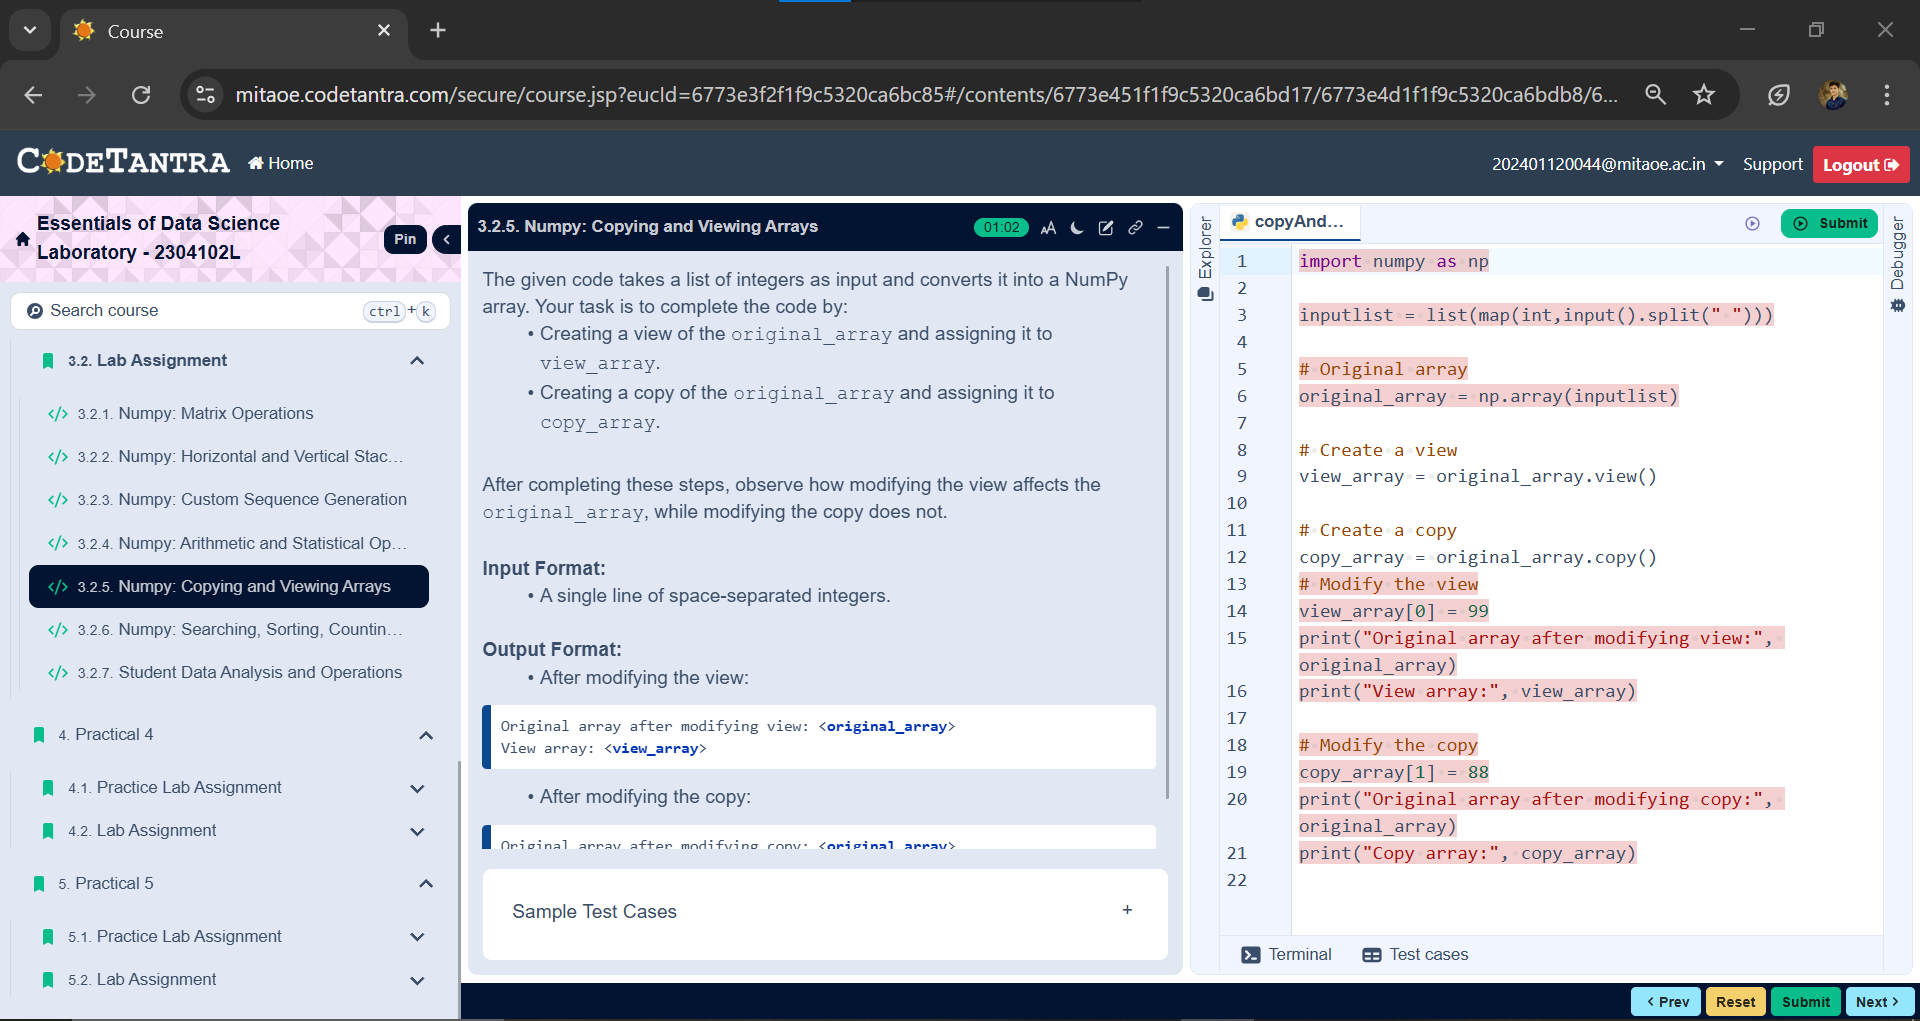 Course
mitaoe.codetantra.com/secure/course.jsp?eucId=6773e3f2f1f9c5320ca6bc85#/contents/6773e451f1f9c5320ca6bd17/6773e4d1f1f9c5320ca6bdb8/6...
CODETANTRA
Home
202401120044@mitaoe.ac.in
Support
Logout
Essentials of Data Science
Laboratory - 2304102L
Pin
Search course
ctrl + k
3.2. Lab Assignment
</> 3.2.1. Numpy: Matrix Operations
</> 3.2.2. Numpy: Horizontal and Vertical Stac...
</> 3.2.3. Numpy: Custom Sequence Generation
</> 3.2.4. Numpy: Arithmetic and Statistical Op...
</> 3.2.5. Numpy: Copying and Viewing Arrays
</> 3.2.6. Numpy: Searching, Sorting, Countin...
</> 3.2.7. Student Data Analysis and Operations
4. Practical 4
4.1. Practice Lab Assignment
4.2. Lab Assignment
5. Practical 5
5.1. Practice Lab Assignment
5.2. Lab Assignment
3.2.5. Numpy: Copying and Viewing Arrays
01:02
AA
The given code takes a list of integers as input and converts it into a NumPy
array. Your task is to complete the code by:
• Creating a view of the original_array and assigning it to
view_array.
• Creating a copy of the original_array and assigning it to
copy_array.
After completing these steps, observe how modifying the view affects the
original_array, while modifying the copy does not.
Input Format:
• A single line of space-separated integers.
Output Format:
• After modifying the view:
Original array after modifying view: <original_array>
View array: <view_array>
• After modifying the copy:
Original array after modifying copy: <original_array>
Sample Test Cases
+
Explorer
copyAnd...
Submit
Debugger
1 import numpy as np
2
3 inputlist = list(map(int,input().split(" ")))
4
5 # Original array
6 original_array = np.array(inputlist)
7
8 # Create a view
9 view_array = original_array.view()
10
11 # Create a copy
12 copy_array = original_array.copy()
13 # Modify the view
14 view_array[0] = 99
15 print("Original array after modifying view:",
original_array)
16 print("View array:", view_array)
17
18 # Modify the copy
19 copy_array[1] = 88
20 print("Original array after modifying copy:",
original_array)
21 print("Copy array:", copy_array)
22
Terminal
Test cases
< Prev
Reset
Submit
Next >